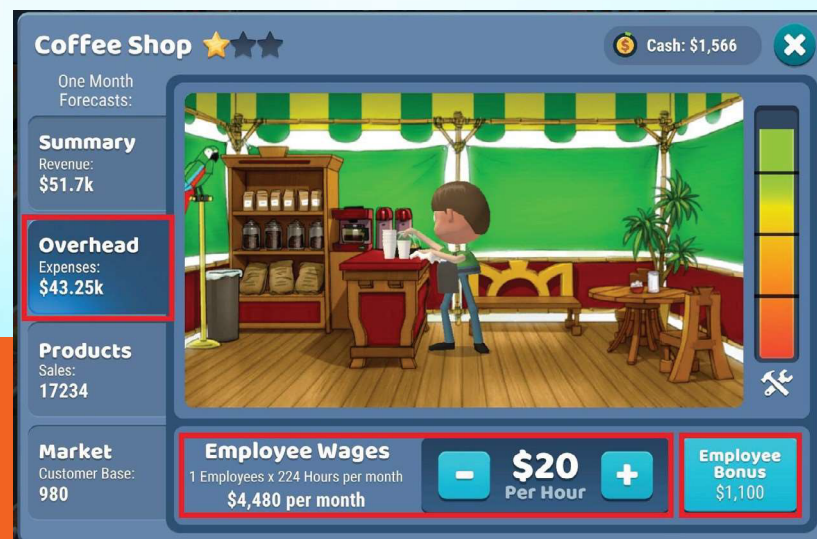 Coffee Shop
Cash: $1,566
One Month
Forecasts:
Summary
Revenue:
$51.7k
Overhead
Expenses:
$43.25k
Products
Sales:
17234
Market
Customer Base:
980
Employee Wages
1 Employees x 224 Hours per month
$4,480 per month
-
$20
Per Hour
+
Employee
Bonus
$1,100